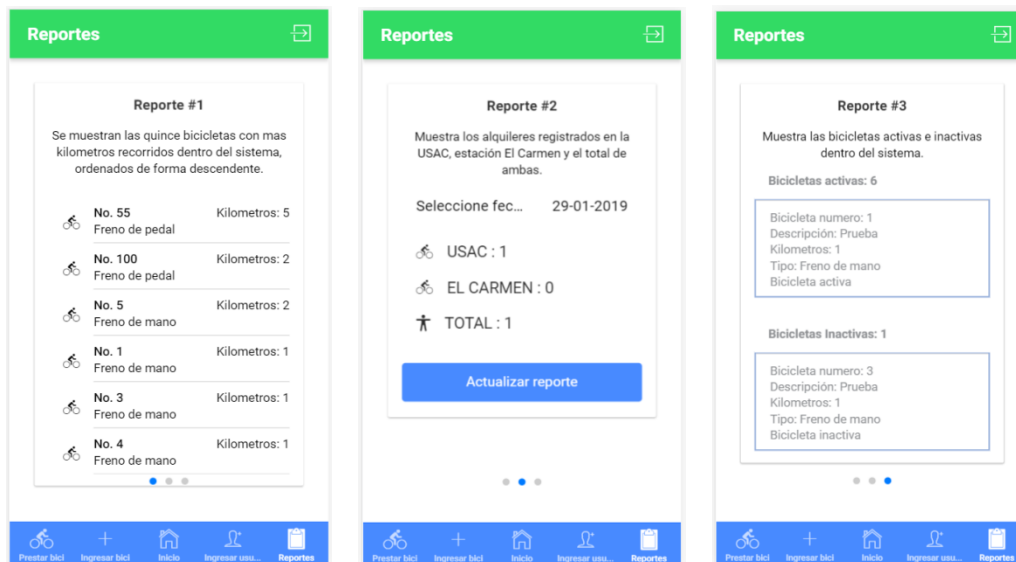 Reportes
Reporte #1
Se muestran las quince bicicletas con mas
kilometros recorridos dentro del sistema,
ordenados de forma descendente.
No. 55 Kilometros: 5
Freno de pedal
No. 100 Kilometros: 2
Freno de pedal
No. 5 Kilometros: 2
Freno de mano
No. 1 Kilometros: 1
Freno de mano
No. 3 Kilometros: 1
Freno de mano
No. 4 Kilometros: 1
Freno de mano
Prestar bici Ingresar bici Inicio Ingresar usu... Reportes
Reportes
Reporte #2
Muestra los alquileres registrados en la
USAC, estación El Carmen y el total de
ambas.
Seleccione fec... 29-01-2019
USAC : 1
EL CARMEN : 0
TOTAL : 1
Actualizar reporte
Prestar bici Ingresar bici Inicio Ingresar usu... Reportes
Reportes
Reporte #3
Muestra las bicicletas activas e inactivas
dentro del sistema.
Bicicletas activas: 6
Bicicleta numero: 1
Descripción: Prueba
Kilometros: 1
Tipo: Freno de mano
Bicicleta activa
Bicicletas Inactivas: 1
Bicicleta numero: 3
Descripción: Prueba
Kilometros: 1
Tipo: Freno de mano
Bicicleta inactiva
Prestar bici Ingresar bici Inicio Ingresar usu... Reportes